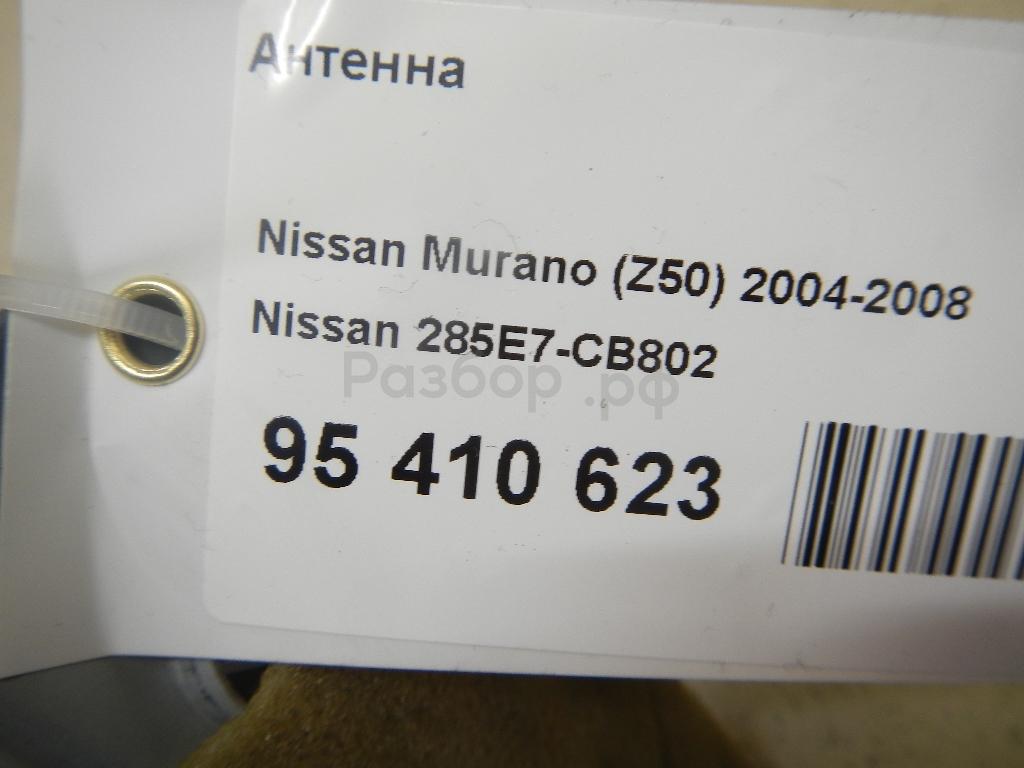 Антенна
Nissan Murano (Z50) 2004-2008
Nissan 285E7-CB802
Разбор.рф
95 410 623